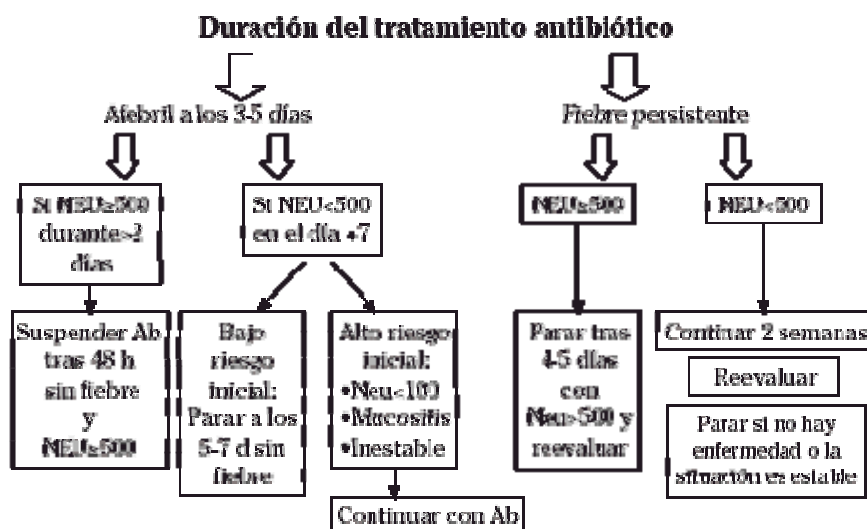 Duración del tratamiento antibiótico
Afebril a los 3-5 días
Fiebre persistente
Si NEU≥500
durante>2
días
Si NEU<500
en el día +7
NEU≥500
NEU<500
Suspender Ab
tras 48 h
sin fiebre
y
NEU≥500
Bajo
riesgo
inicial:
Parar a los
5-7 d sin
fiebre
Alto riesgo
inicial:
•Neu<100
•Mucositis
•Inestable
Continuar con Ab
Parar tras
4-5 días
con
Neu>500 y
reevaluar
Continar 2 semanas
Reevaluar
Parar si no hay
enfermedad o la
situación es estable